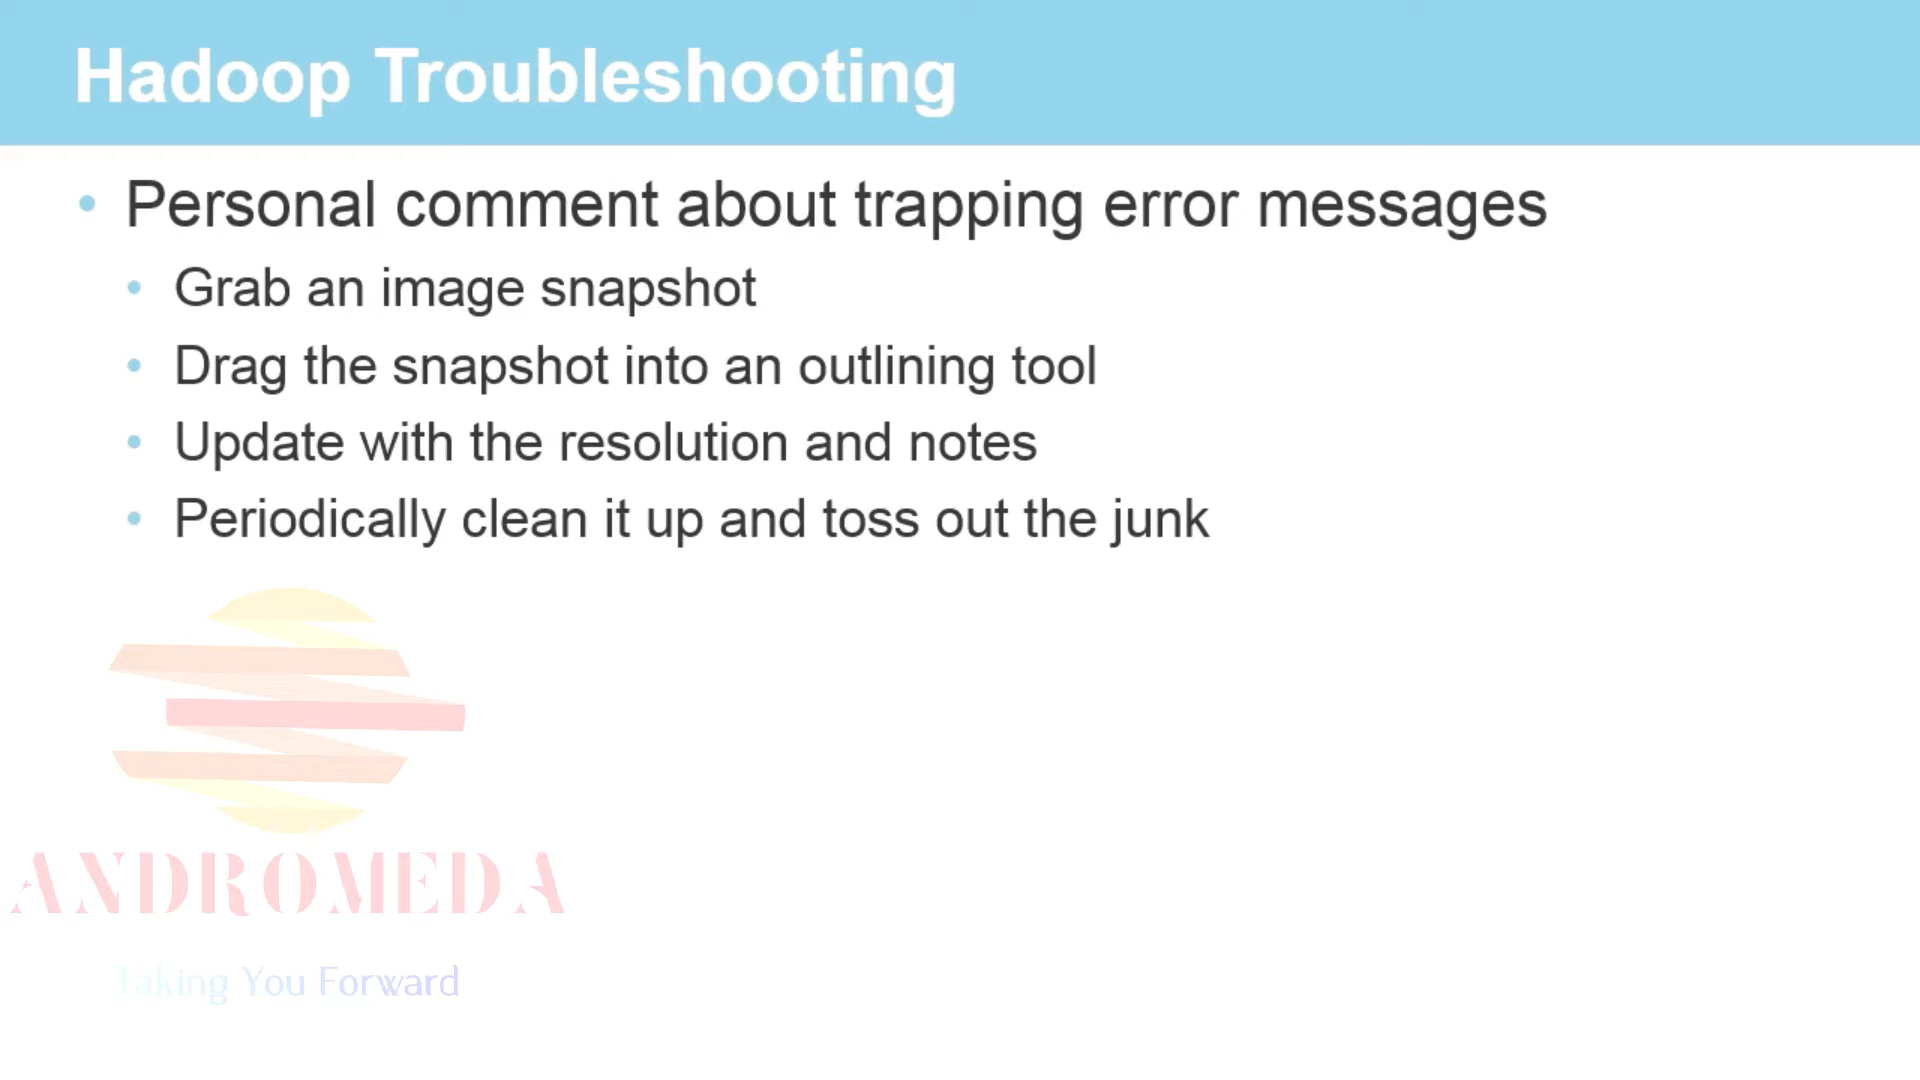 Hadoop Troubleshooting
• Personal comment about trapping error messages
• Grab an image snapshot
• Drag the snapshot into an outlining tool
• Update with the resolution and notes
• Periodically clean it up and toss out the junk
ANDROMEDA
Taking You Forward